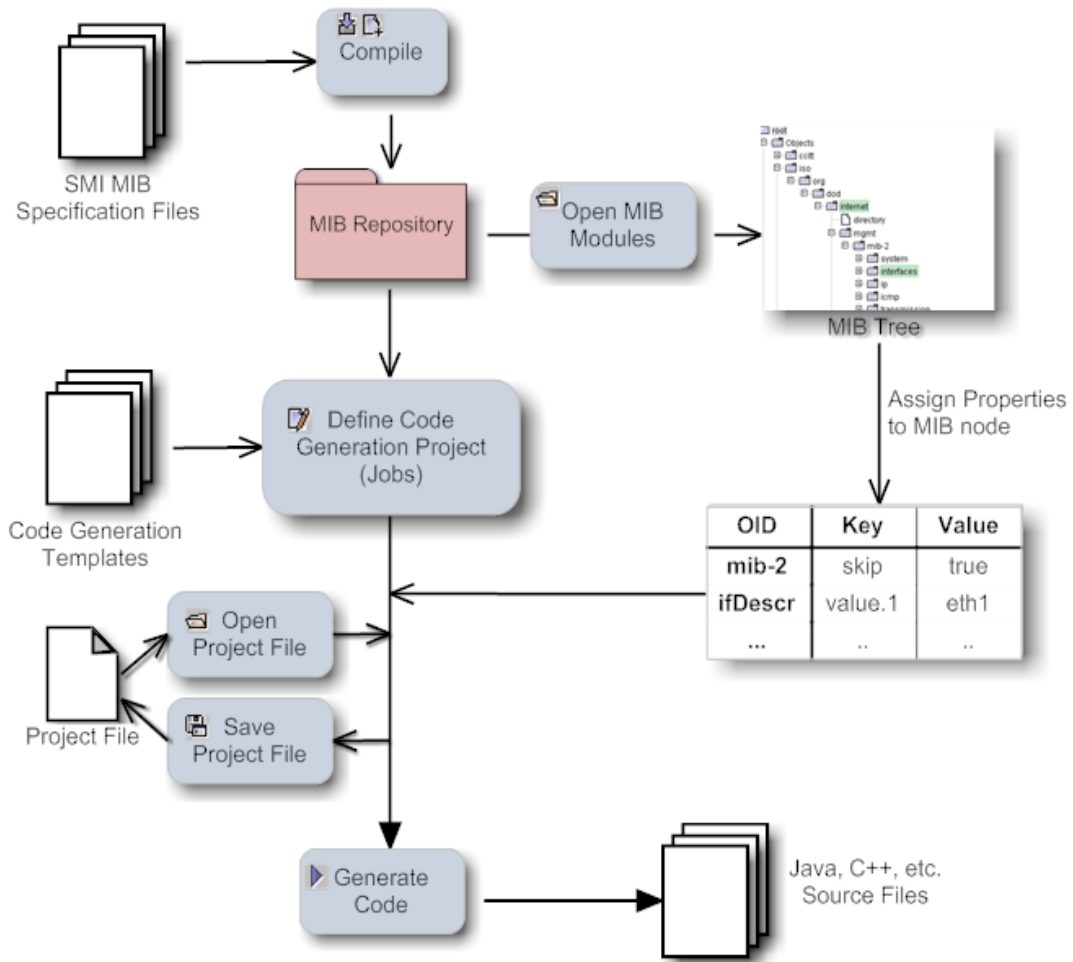 Compile
SMI MIB
Specification Files
MIB Repository
Open MIB
Modules
root
Objects
ccitt
iso
org
dod
internet
directory
mgmt
mib-2
system
interfaces
ip
icmp
transmission
MIB Tree
Assign Properties
to MIB node
Define Code
Generation Project
(Jobs)
Code Generation
Templates
OID Key Value
mib-2 skip true
ifDescr value.1 eth1
... .. ..
Open
Project File
Project File
Save
Project File
Generate
Code
Java, C++, etc.
Source Files